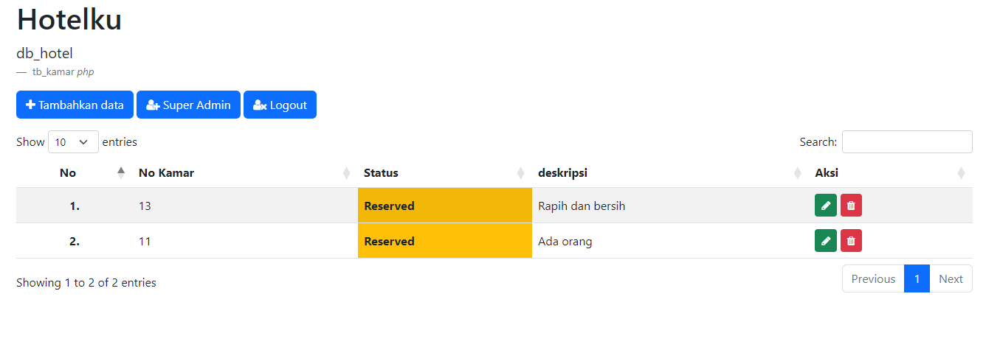 Hotelku
db_hotel
— tb_kamar php
Tambahkan data Super Admin Logout
Show 10 entries Search:
No No Kamar Status deskripsi Aksi
1. 13 Reserved Rapih dan bersih
2. 11 Reserved Ada orang
Showing 1 to 2 of 2 entries Previous 1 Next